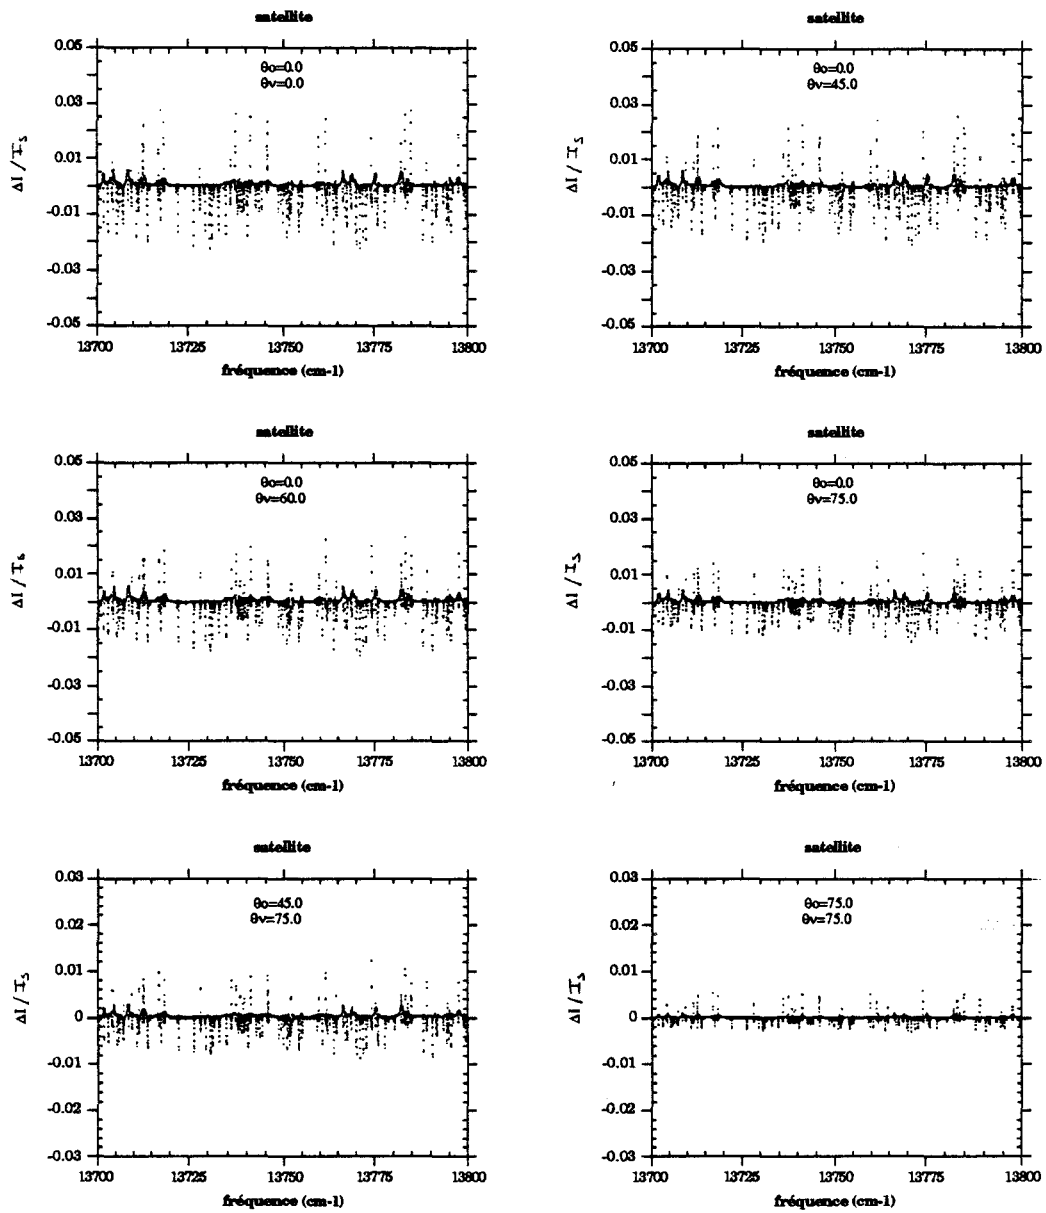 satellite
0.05
0.03
0.01
-0.01
-0.03
-0.05
ΔI / I_s
θo=0.0
θv=0.0
13700 13725 13750 13775 13800
fréquence (cm-1)
satellite
0.05
0.03
0.01
-0.01
-0.03
-0.05
ΔI / I_s
θo=0.0
θv=45.0
13700 13725 13750 13775 13800
fréquence (cm-1)
satellite
0.05
0.03
0.01
-0.01
-0.03
-0.05
ΔI / I_s
θo=0.0
θv=60.0
13700 13725 13750 13775 13800
fréquence (cm-1)
satellite
0.05
0.03
0.01
-0.01
-0.03
-0.05
ΔI / I_s
θo=0.0
θv=75.0
13700 13725 13750 13775 13800
fréquence (cm-1)
satellite
0.03
0.02
0.01
0
-0.01
-0.02
-0.03
ΔI / I_s
θo=45.0
θv=75.0
13700 13725 13750 13775 13800
fréquence (cm-1)
satellite
0.03
0.02
0.01
0
-0.01
-0.02
-0.03
ΔI / I_s
θo=75.0
θv=75.0
13700 13725 13750 13775 13800
fréquence (cm-1)